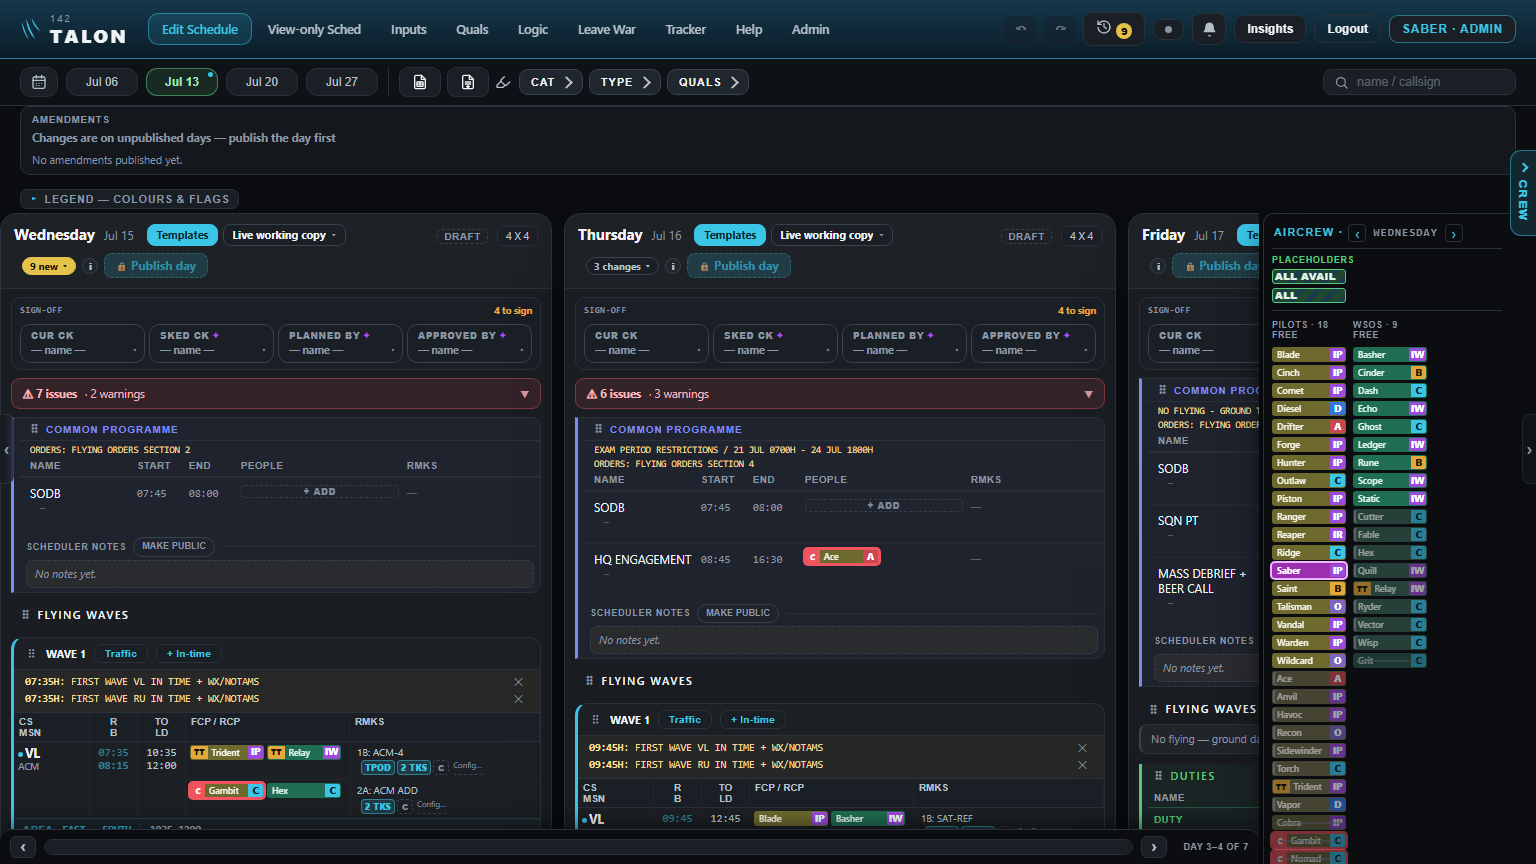 142
TALON
Edit Schedule
View-only Sched
Inputs
Quals
Logic
Leave War
Tracker
Help
Admin
9
Insights
Logout
SABER · ADMIN
Jul 06
Jul 13
Jul 20
Jul 27
CAT
TYPE
QUALS
name / callsign
AMENDMENTS
Changes are on unpublished days — publish the day first
No amendments published yet.
LEGEND — COLOURS & FLAGS
CREW
Wednesday Jul 15 Templates Live working copy DRAFT 4 X 4
9 new i Publish day
SIGN-OFF 4 to sign
CUR CK SKED CK PLANNED BY APPROVED BY
— name — — name — — name — — name —
7 issues · 2 warnings
COMMON PROGRAMME
ORDERS: FLYING ORDERS SECTION 2
NAME START END PEOPLE RMKS
SODB 07:45 08:00 + ADD —
—
SCHEDULER NOTES MAKE PUBLIC
No notes yet.
FLYING WAVES
WAVE 1 Traffic + In-time
07:35H: FIRST WAVE VL IN TIME + WX/NOTAMS
07:35H: FIRST WAVE RU IN TIME + WX/NOTAMS
CS R TO FCP / RCP RMKS
MSN B LD
VL 07:35 10:35 TT Trident IP TT Relay IW 1B: ACM-4
ACM 08:15 12:00 TPOD 2 TKS C Config...
C Gambit C Hex C 2A: ACM ADD
2 TKS C Config...
Thursday Jul 16 Templates Live working copy DRAFT 4 X 4
3 changes i Publish day
SIGN-OFF 4 to sign
CUR CK SKED CK PLANNED BY APPROVED BY
— name — — name — — name — — name —
6 issues · 3 warnings
COMMON PROGRAMME
EXAM PERIOD RESTRICTIONS / 21 JUL 0700H - 24 JUL 1800H
ORDERS: FLYING ORDERS SECTION 4
NAME START END PEOPLE RMKS
SODB 07:45 08:00 + ADD —
—
HQ ENGAGEMENT 08:45 16:30 C Ace A —
—
SCHEDULER NOTES MAKE PUBLIC
No notes yet.
FLYING WAVES
WAVE 1 Traffic + In-time
09:45H: FIRST WAVE VL IN TIME + WX/NOTAMS
09:45H: FIRST WAVE RU IN TIME + WX/NOTAMS
CS R TO FCP / RCP RMKS
MSN B LD
VL 09:45 12:45 Blade IP Basher IW 1B: SAT-REF
Friday Jul 17 Te
i Publish da
SIGN-OFF
CUR CK
— name —
COMMON PROG
NO FLYING - GROUND T
ORDERS: FLYING ORDER
NAME
SODB
—
SQN PT
—
MASS DEBRIEF +
BEER CALL
—
SCHEDULER NOTES
No notes yet.
FLYING WAVES
No flying — ground da
DUTIES
NAME
DUTY
AIRCREW · ‹ WEDNESDAY ›
PLACEHOLDERS
ALL AVAIL
ALL
PILOTS · 18 FREE
WSOS · 9 FREE
Blade IP Basher IW
Cinch IP Cinder B
Comet IP Dash C
Diesel D Echo IW
Drifter A Ghost C
Forge IP Ledger IW
Hunter IP Rune B
Outlaw C Scope IW
Piston IP Static IW
Ranger IP Cutter C
Reaper IR Fable C
Ridge C Hex C
Saber IP Quill IW
Saint B TT Relay IW
Talisman O Ryder C
Vandal IP Vector C
Warden IP Wisp C
Wildcard O Grit C
Ace A
Anvil IP
Havoc IP
Recon O
Sidewinder IP
Torch C
TT Trident IP
Vapor D
Cobra IP
C Gambit C
C Nomad C
DAY 3–4 OF 7